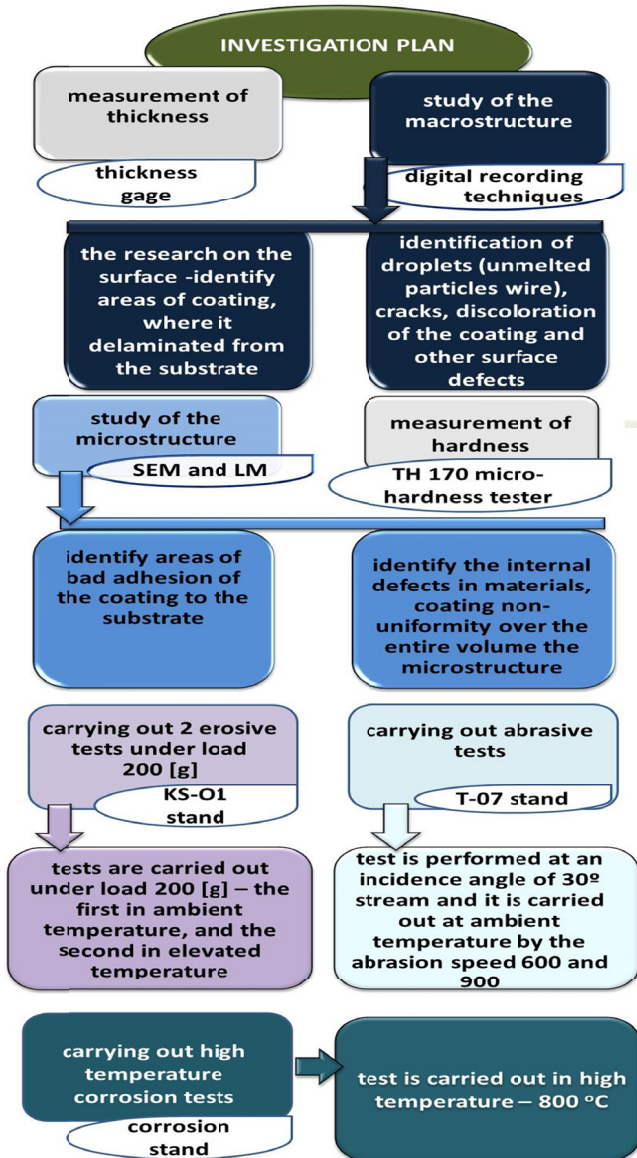 INVESTIGATION PLAN
measurement of
thickness
thickness
gage
study of the
macrostructure
digital recording
techniques
the research on the
surface -identify
areas of coating,
where it
delaminated from
the substrate
identification of
droplets (unmelted
particles wire),
cracks, discoloration
of the coating and
other surface
defects
study of the
microstructure
SEM and LM
measurement of
hardness
TH 170 micro-
hardness tester
identify areas of
bad adhesion of
the coating to the
substrate
identify the internal
defects in materials,
coating non-
uniformity over the
entire volume the
microstructure
carrying out 2 erosive
tests under load
200 [g]
KS-O1
stand
carrying out abrasive
tests
T-07 stand
tests are carried out
under load 200 [g] – the
first in ambient
temperature, and the
second in elevated
temperature
test is performed at an
incidence angle of 30º
stream and it is carried
out at ambient
temperature by the
abrasion speed 600 and
900
carrying out high
temperature
corrosion tests
corrosion
stand
test is carried out in high
temperature – 800 ºC